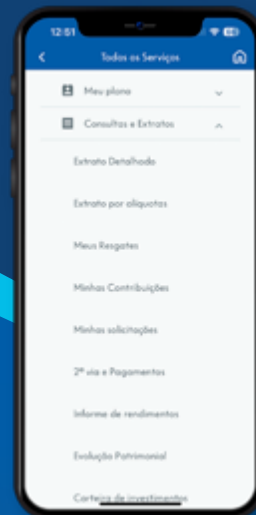 12:51
Todos os Serviços
Meu plano
Consultas e Extratos
Extrato Detalhado
Extrato por alíquotas
Meus Resgates
Minhas Contribuições
Minhas solicitações
2ª via e Pagamentos
Informe de rendimentos
Evolução Patrimonial
Carteira de investimentos